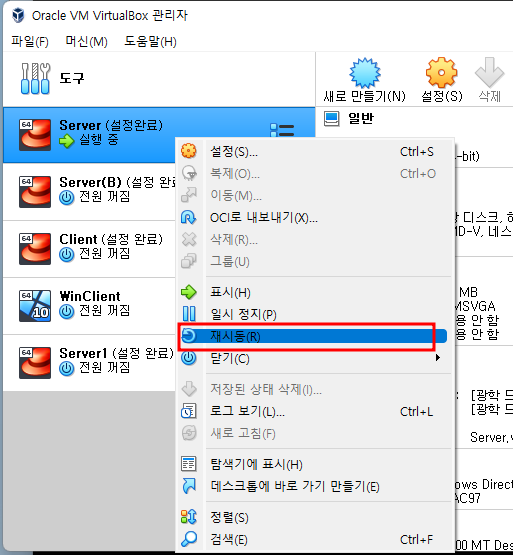 Oracle VM VirtualBox 관리자
파일(F) 머신(M) 도움말(H)
도구
새로 만들기(N) 설정(S) 삭제
64 Server (설정완료)
실행 중
64 Server(B) (설정 완료
전원 꺼짐
64 Client (설정 완료)
전원 꺼짐
64 10 WinClient
전원 꺼짐
64 Server1 (설정 완료)
전원 꺼짐
일반
설정(S)... Ctrl+S
복제(O)... Ctrl+O
이동(M)...
OCI로 내보내기(X)...
삭제(R)...
그룹(U)
표시(H)
일시 정지(P)
재시동(R)
닫기(C)
저장된 상태 삭제(I)...
로그 보기(L)... Ctrl+L
새로 고침(F)
탐색기에 표시(H)
데스크톱에 바로 가기 만들기(E)
정렬(S)
검색(E) Ctrl+F
-bit)
디스크, 하
MD-V, 네스
MB
MSVGA
용 안 함
용 안 함
: [광학 드
[광학 드
Server.
ows Direct
AC97
00 MT Des